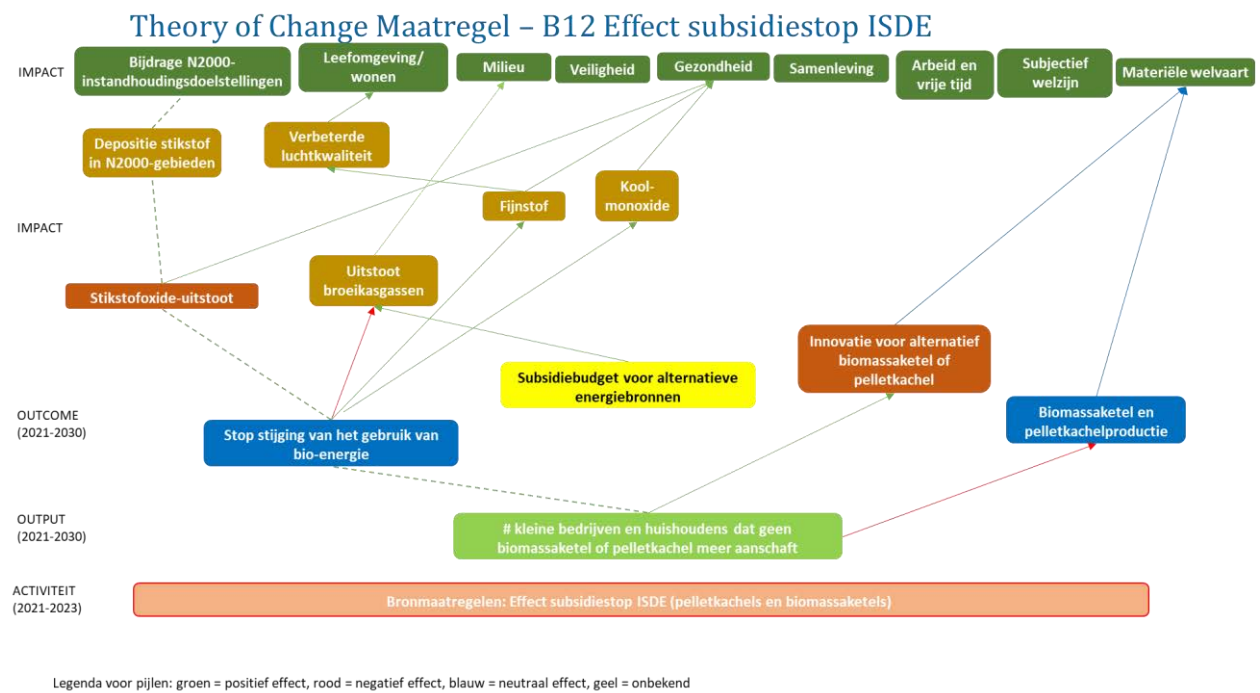 Theory of Change Maatregel – B12 Effect subsidiestop ISDE
IMPACT
Bijdrage N2000-
instandhoudingsdoelstellingen
Leefomgeving/
wonen
Milieu
Veiligheid
Gezondheid
Samenleving
Arbeid en
vrije tijd
Subjectief
welzijn
Materiële welvaart
Depositie stikstof
in N2000-gebieden
Verbeterde
luchtkwaliteit
Fijnstof
Kool-
monoxide
IMPACT
Stikstofoxide-uitstoot
Uitstoot
broeikasgassen
Innovatie voor alternatief
biomassaketel of
pelletkachel
Subsidiebudget voor alternatieve
energiebronnen
OUTCOME
(2021-2030)
Stop stijging van het gebruik van
bio-energie
Biomassaketel en
pelletkachelproductie
OUTPUT
(2021-2030)
# kleine bedrijven en huishoudens dat geen
biomassaketel of pelletkachel meer aanschaft
ACTIVITEIT
(2021-2023)
Bronmaatregelen: Effect subsidiestop ISDE (pelletkachels en biomassaketels)
Legenda voor pijlen: groen = positief effect, rood = negatief effect, blauw = neutraal effect, geel = onbekend